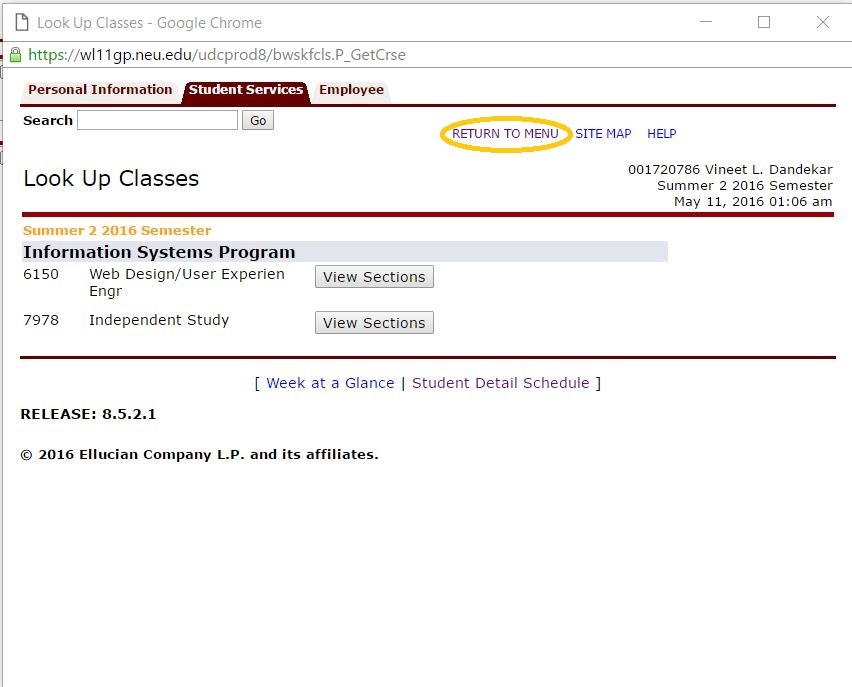 Look Up Classes - Google Chrome
https://wl11gp.neu.edu/udcprod8/bwskfcls.P_GetCrse
Personal Information Student Services Employee
Search Go
RETURN TO MENU SITE MAP HELP
Look Up Classes
001720786 Vineet L. Dandekar
Summer 2 2016 Semester
May 11, 2016 01:06 am
Summer 2 2016 Semester
Information Systems Program
6150 Web Design/User Experien View Sections
Engr
7978 Independent Study View Sections
[ Week at a Glance | Student Detail Schedule ]
RELEASE: 8.5.2.1
© 2016 Ellucian Company L.P. and its affiliates.